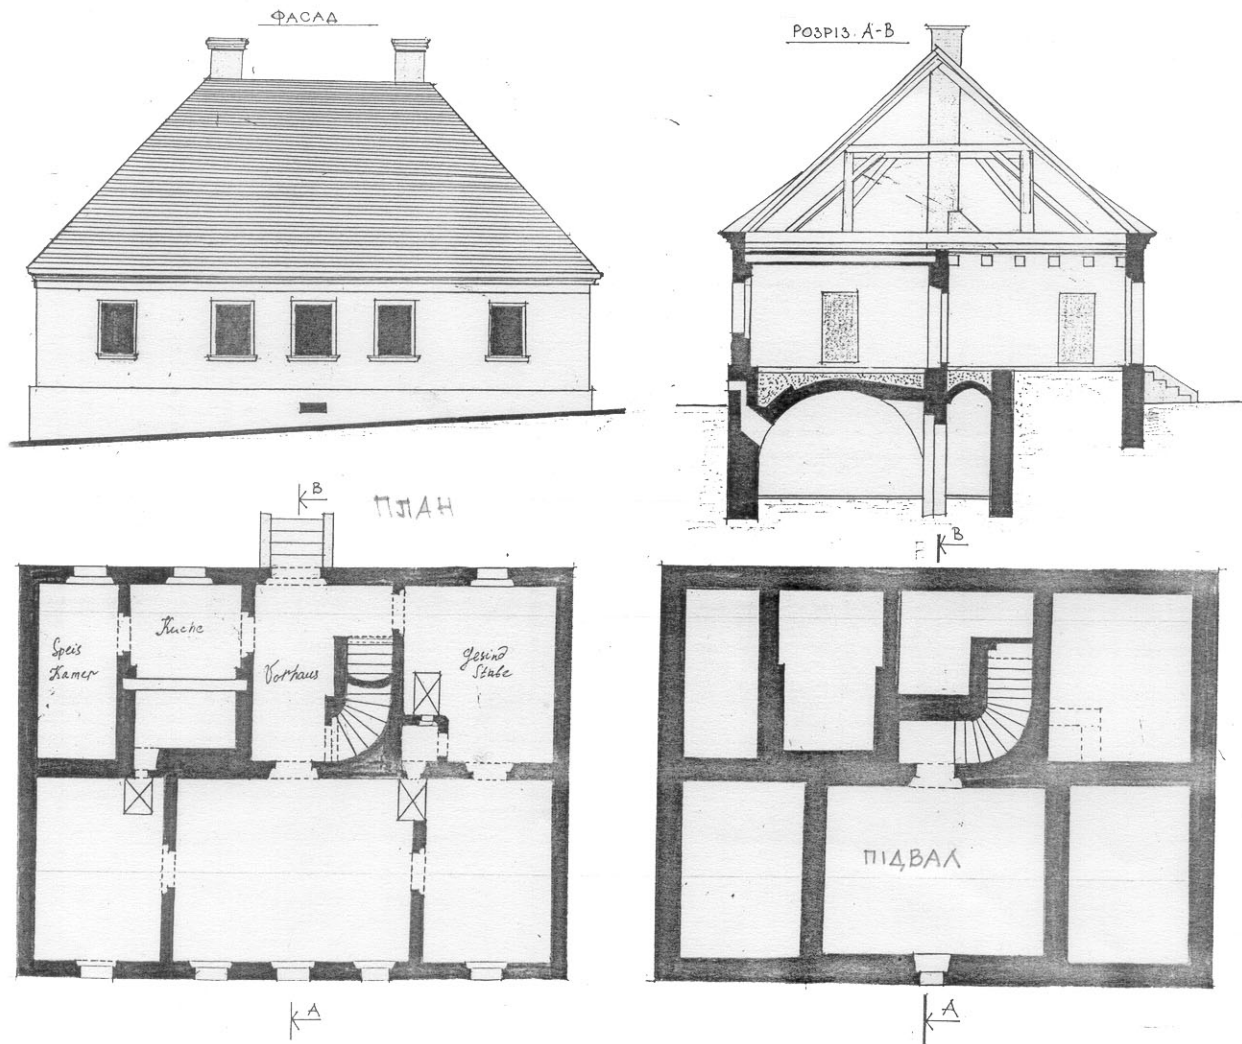 ФАСАД
РОЗРІЗ А-В
В
ПЛАН
Speis
Kamer
Kuche
Vorhaus
Gesind
Stube
А
В
ПІДВАЛ
А